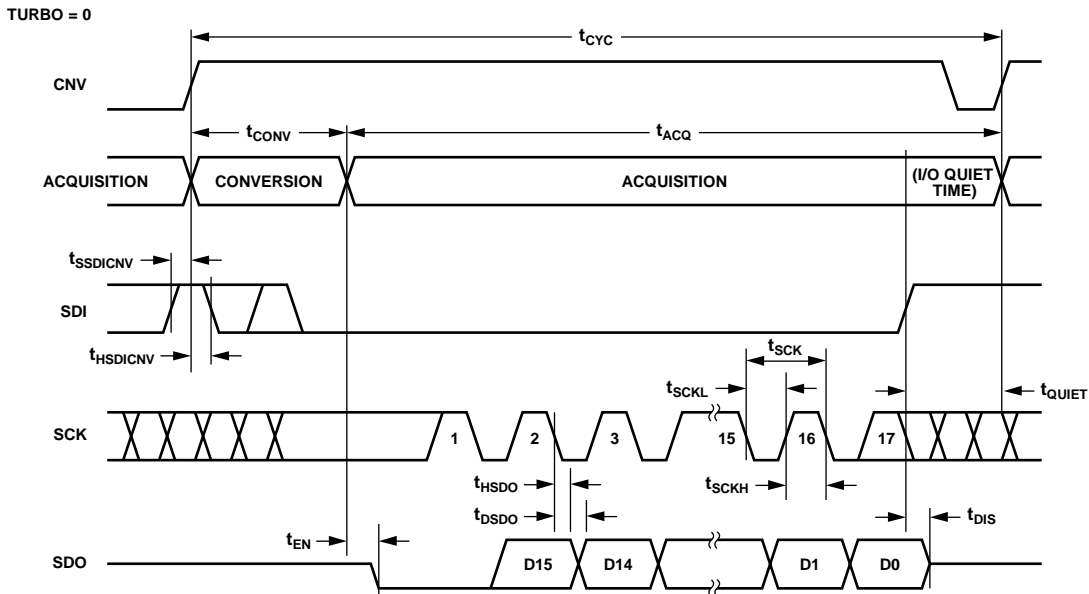 TURBO = 0
tCYC
CNV
tCONV
tACQ
ACQUISITION
CONVERSION
ACQUISITION
(I/O QUIET
TIME)
tSSDICNV
SDI
tHSDICNV
tSCK
tSCKL
tQUIET
SCK
1
2
3
15
16
17
tHSDO
tSCKH
tDSDO
tDIS
tEN
SDO
D15
D14
D1
D0